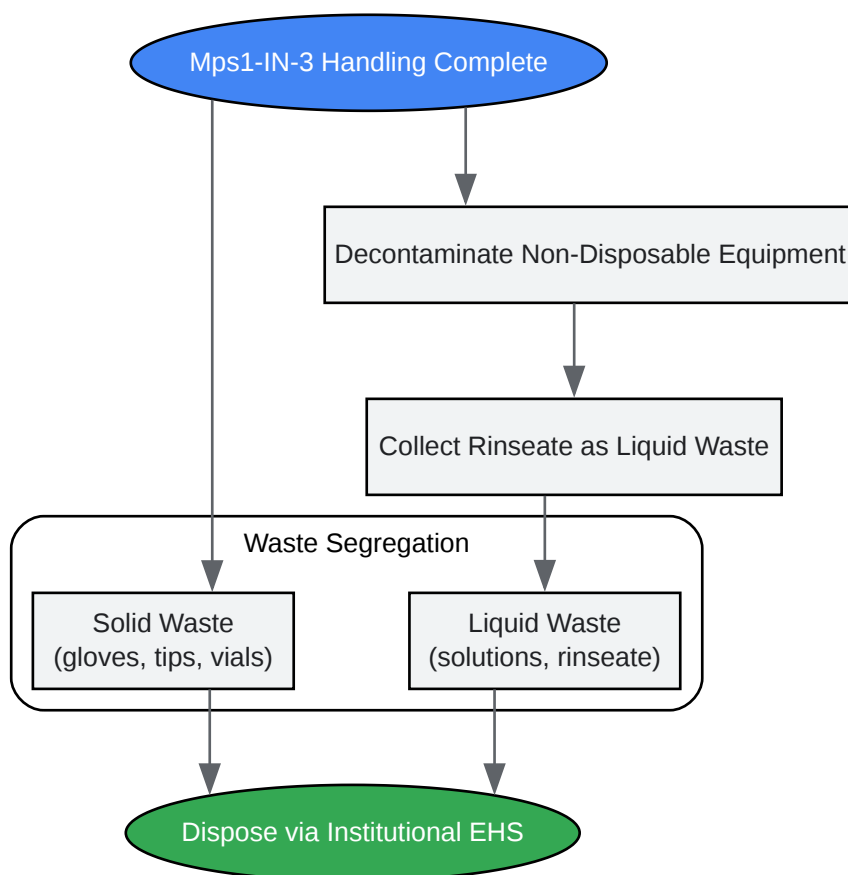 Mps1-IN-3 Handling Complete
Decontaminate Non-Disposable Equipment
Collect Rinseate as Liquid Waste
Waste Segregation
Solid Waste
(gloves, tips, vials)
Liquid Waste
(solutions, rinseate)
Dispose via Institutional EHS